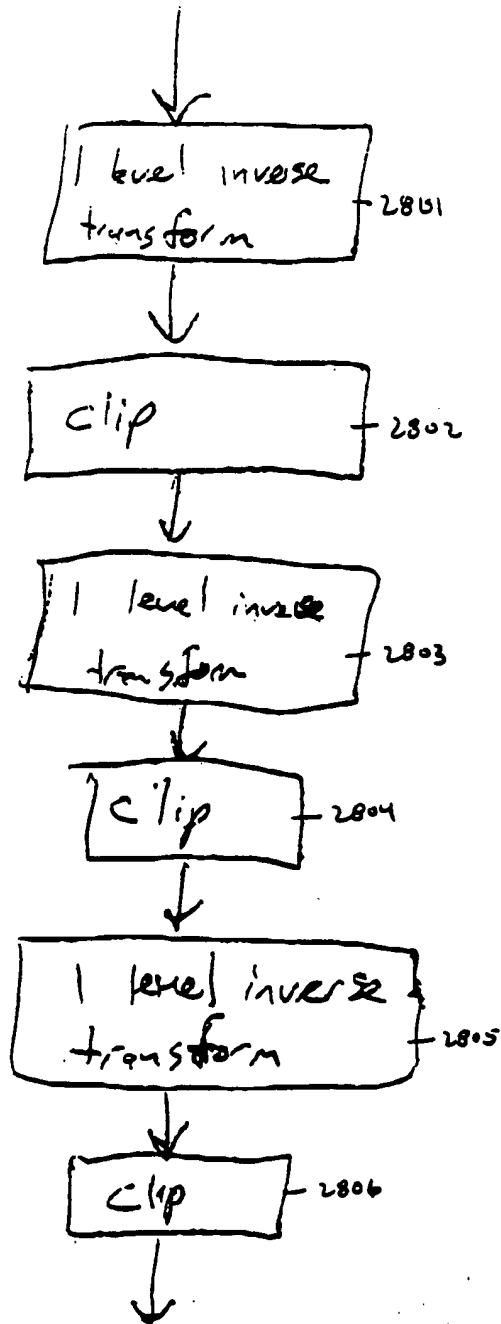 1 level inverse
transform
2801
clip
2802
1 level inverse
transform
2803
clip
2804
1 level inverse
transform
2805
clip
2806